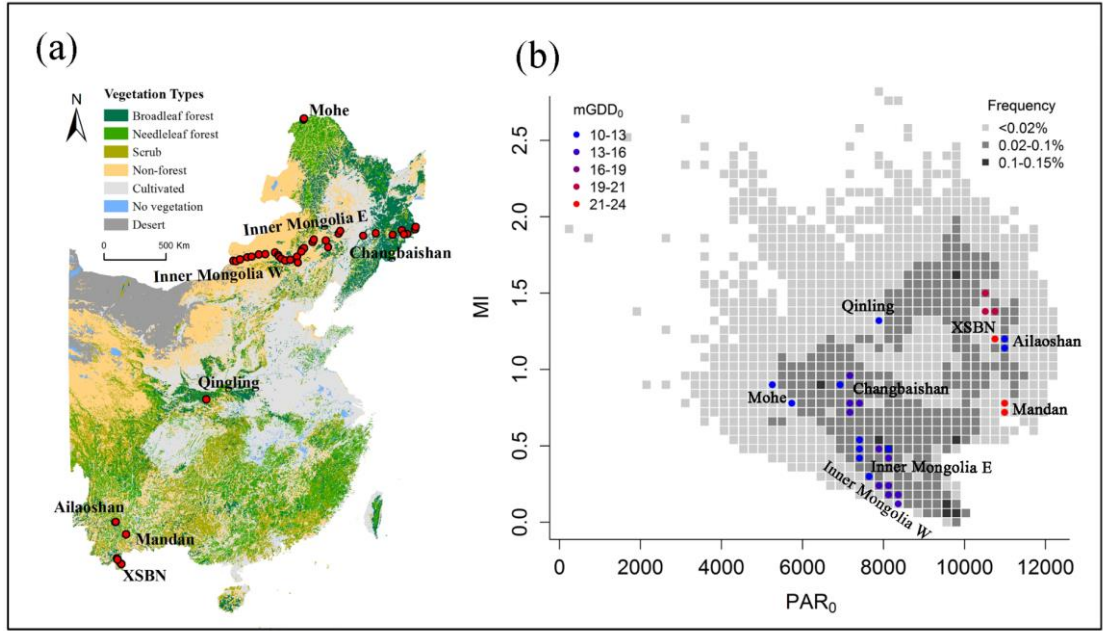 (a)
N
Vegetation Types
Broadleaf forest
Needleleaf forest
Scrub
Non-forest
Cultivated
No vegetation
Desert
0 500 Km
Mohe
Inner Mongolia E
Changbaishan
Inner Mongolia W
Qingling
Ailaoshan
Mandan
XSBN
(b)
mGDD0
10-13
13-16
16-19
19-21
21-24
Frequency
<0.02%
0.02-0.1%
0.1-0.15%
MI
2.5
2.0
1.5
1.0
0.5
0.0
Qinling
XSBN
Ailaoshan
Changbaishan
Mohe
Mandan
Inner Mongolia E
Inner Mongolia W
0 2000 4000 6000 8000 10000 12000
PAR0